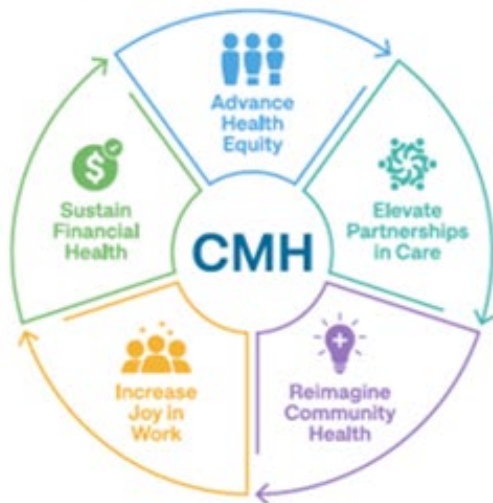 Advance
Health
Equity
Elevate
Partnerships
in Care
Reimagine
Community
Health
Increase
Joy in
Work
Sustain
Financial
Health
CMH